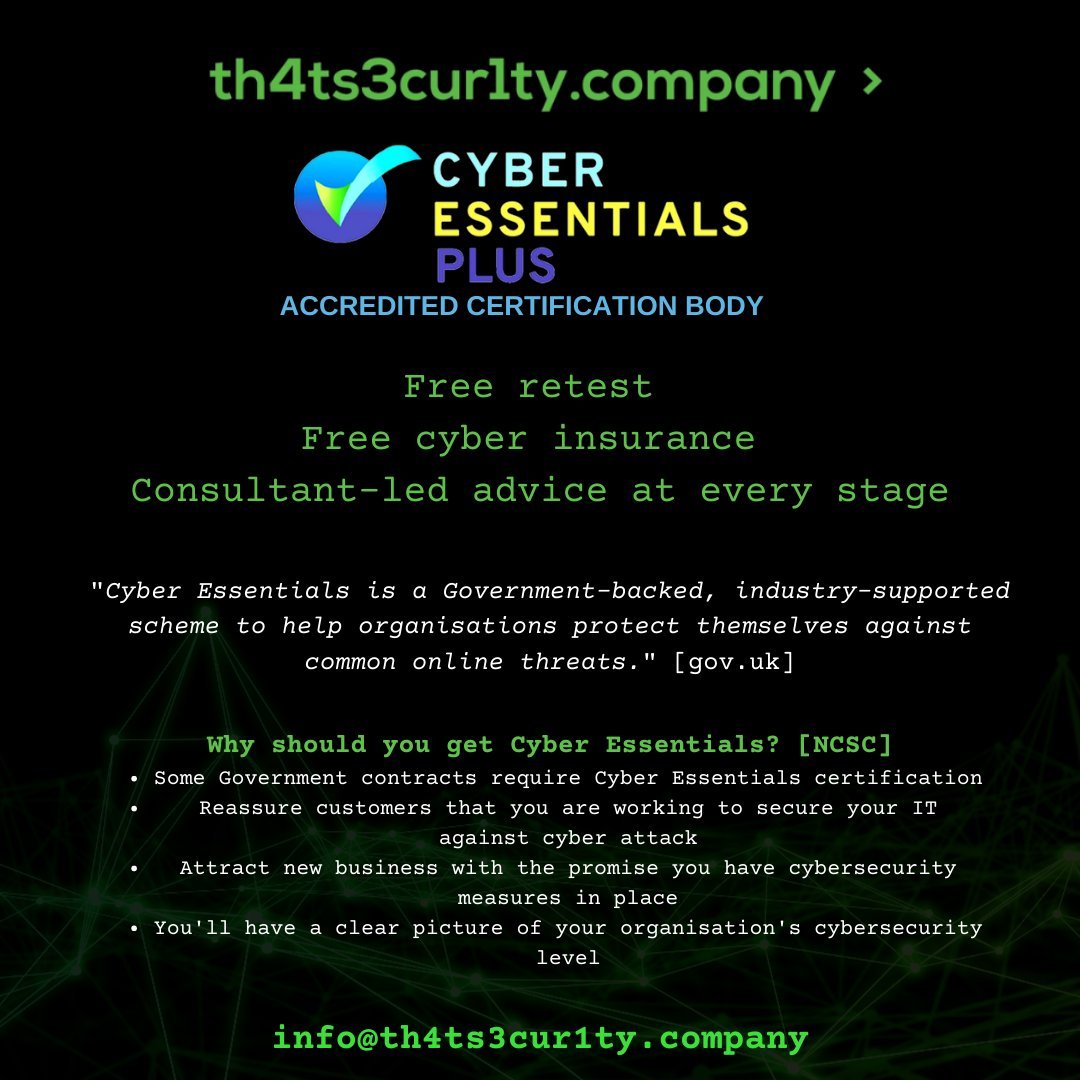 th4ts3cur1ty.company >
CYBER
ESSENTIALS
PLUS
ACCREDITED CERTIFICATION BODY
Free retest
Free cyber insurance
Consultant-led advice at every stage
"Cyber Essentials is a Government-backed, industry-supported
scheme to help organisations protect themselves against
common online threats." [gov.uk]
Why should you get Cyber Essentials? [NCSC]
• Some Government contracts require Cyber Essentials certification
• Reassure customers that you are working to secure your IT
against cyber attack
• Attract new business with the promise you have cybersecurity
measures in place
• You'll have a clear picture of your organisation's cybersecurity
level
info@th4ts3cur1ty.company